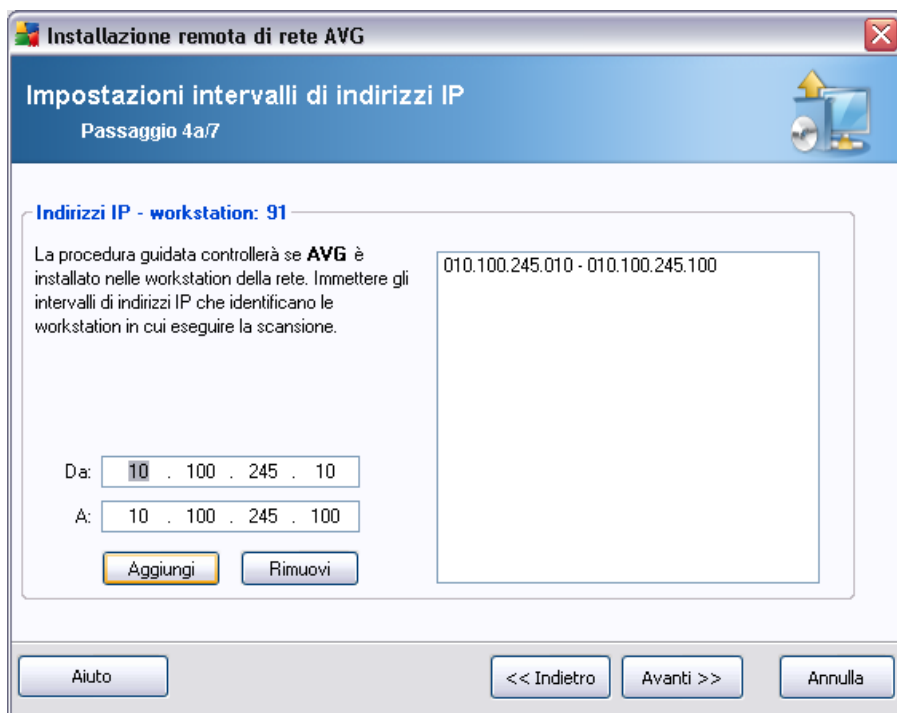 Installazione remota di rete AVG
Impostazioni intervalli di indirizzi IP
Passaggio 4a/7
Indirizzi IP - workstation: 91
La procedura guidata controllerà se AVG è
installato nelle workstation della rete. Immettere gli
intervalli di indirizzi IP che identificano le
workstation in cui eseguire la scansione.
010.100.245.010 - 010.100.245.100
Da: 10 . 100 . 245 . 10
A: 10 . 100 . 245 . 100
Aggiungi Rimuovi
Aiuto << Indietro Avanti >> Annulla